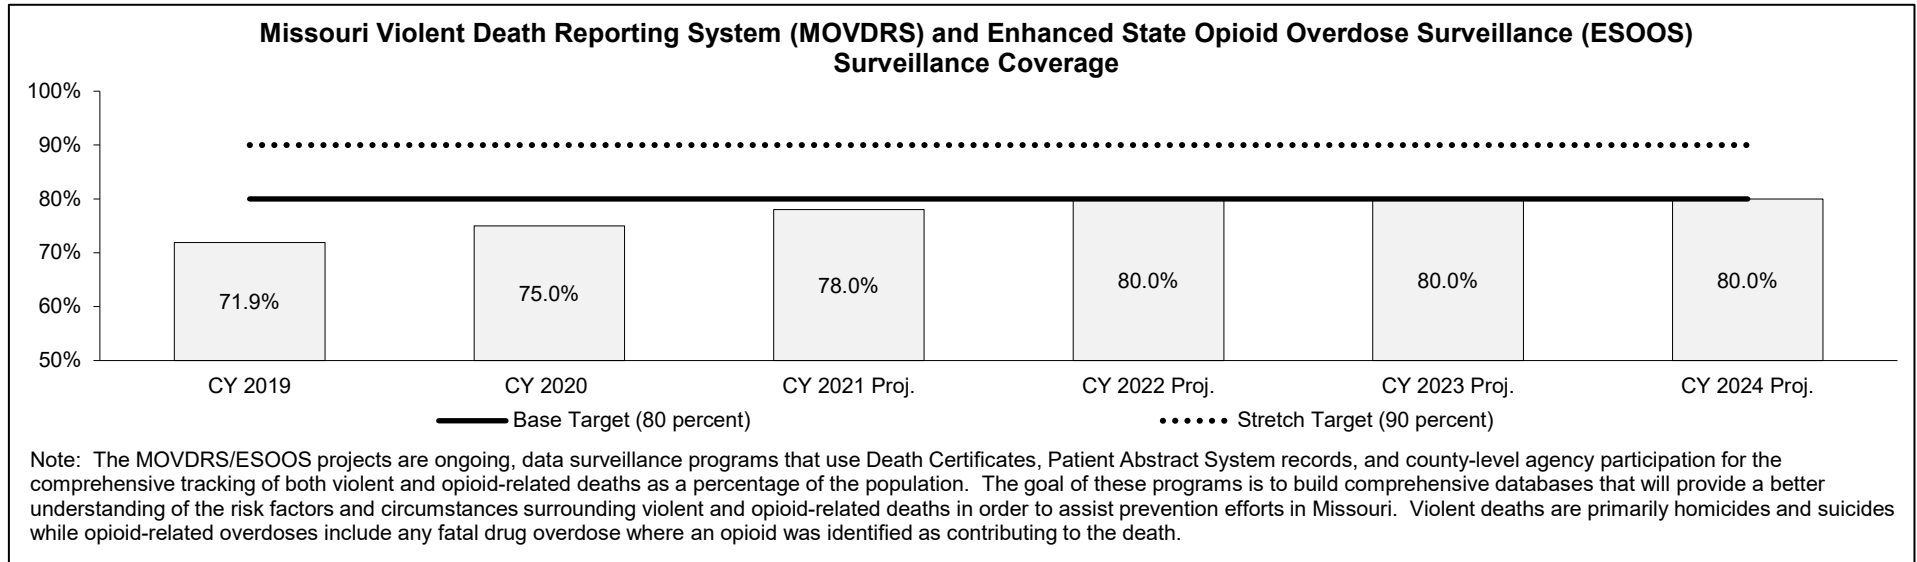 Missouri Violent Death Reporting System (MOVDRS) and Enhanced State Opioid Overdose Surveillance (ESOOS)
Surveillance Coverage
100%
90%
80%
70%
60%
50%
71.9%
75.0%
78.0%
80.0%
80.0%
80.0%
CY 2019
CY 2020
CY 2021 Proj.
CY 2022 Proj.
CY 2023 Proj.
CY 2024 Proj.
Base Target (80 percent)
Stretch Target (90 percent)
Note:  The MOVDRS/ESOOS projects are ongoing, data surveillance programs that use Death Certificates, Patient Abstract System records, and county-level agency participation for the
comprehensive tracking of both violent and opioid-related deaths as a percentage of the population.  The goal of these programs is to build comprehensive databases that will provide a better
understanding of the risk factors and circumstances surrounding violent and opioid-related deaths in order to assist prevention efforts in Missouri.  Violent deaths are primarily homicides and suicides
while opioid-related overdoses include any fatal drug overdose where an opioid was identified as contributing to the death.